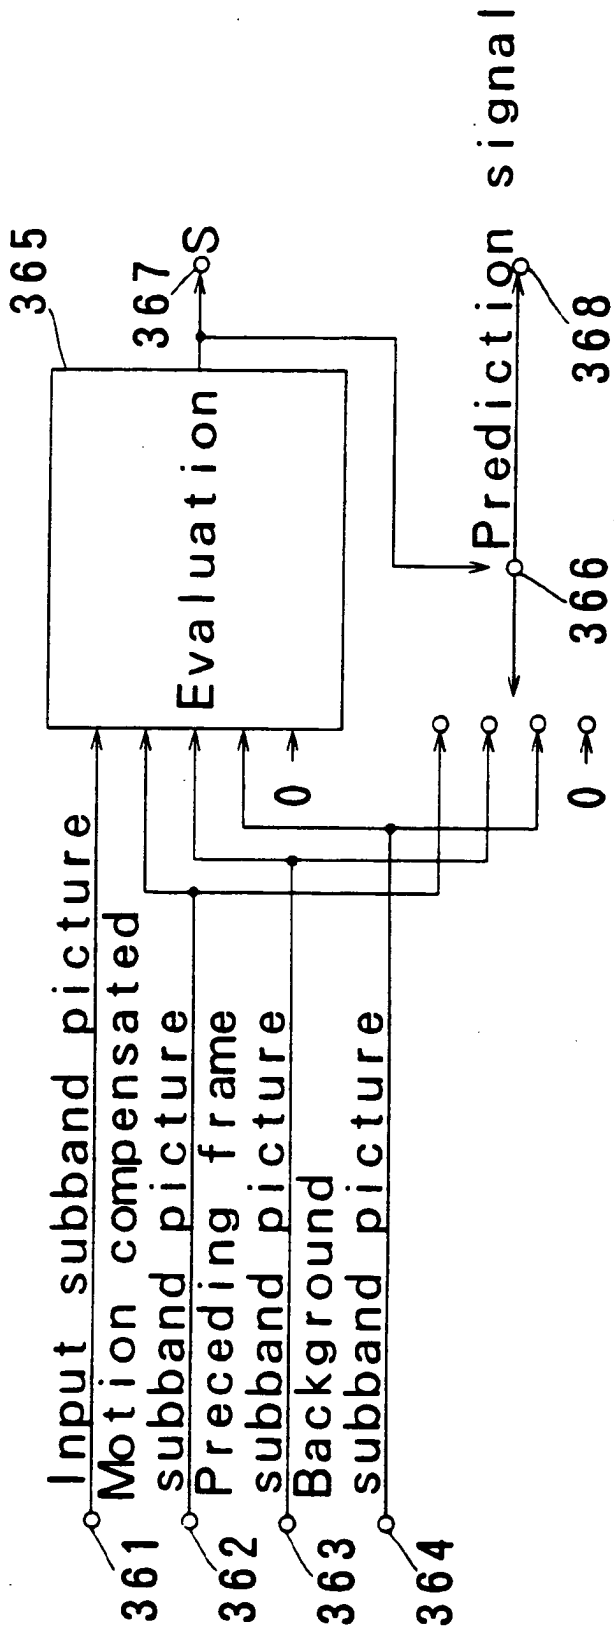 365
367
S
Evaluation
Input subband picture
361
Motion compensated
subband picture
362
Preceding frame
subband picture
363
Background
subband picture
364
0
Prediction signal
366
368
0